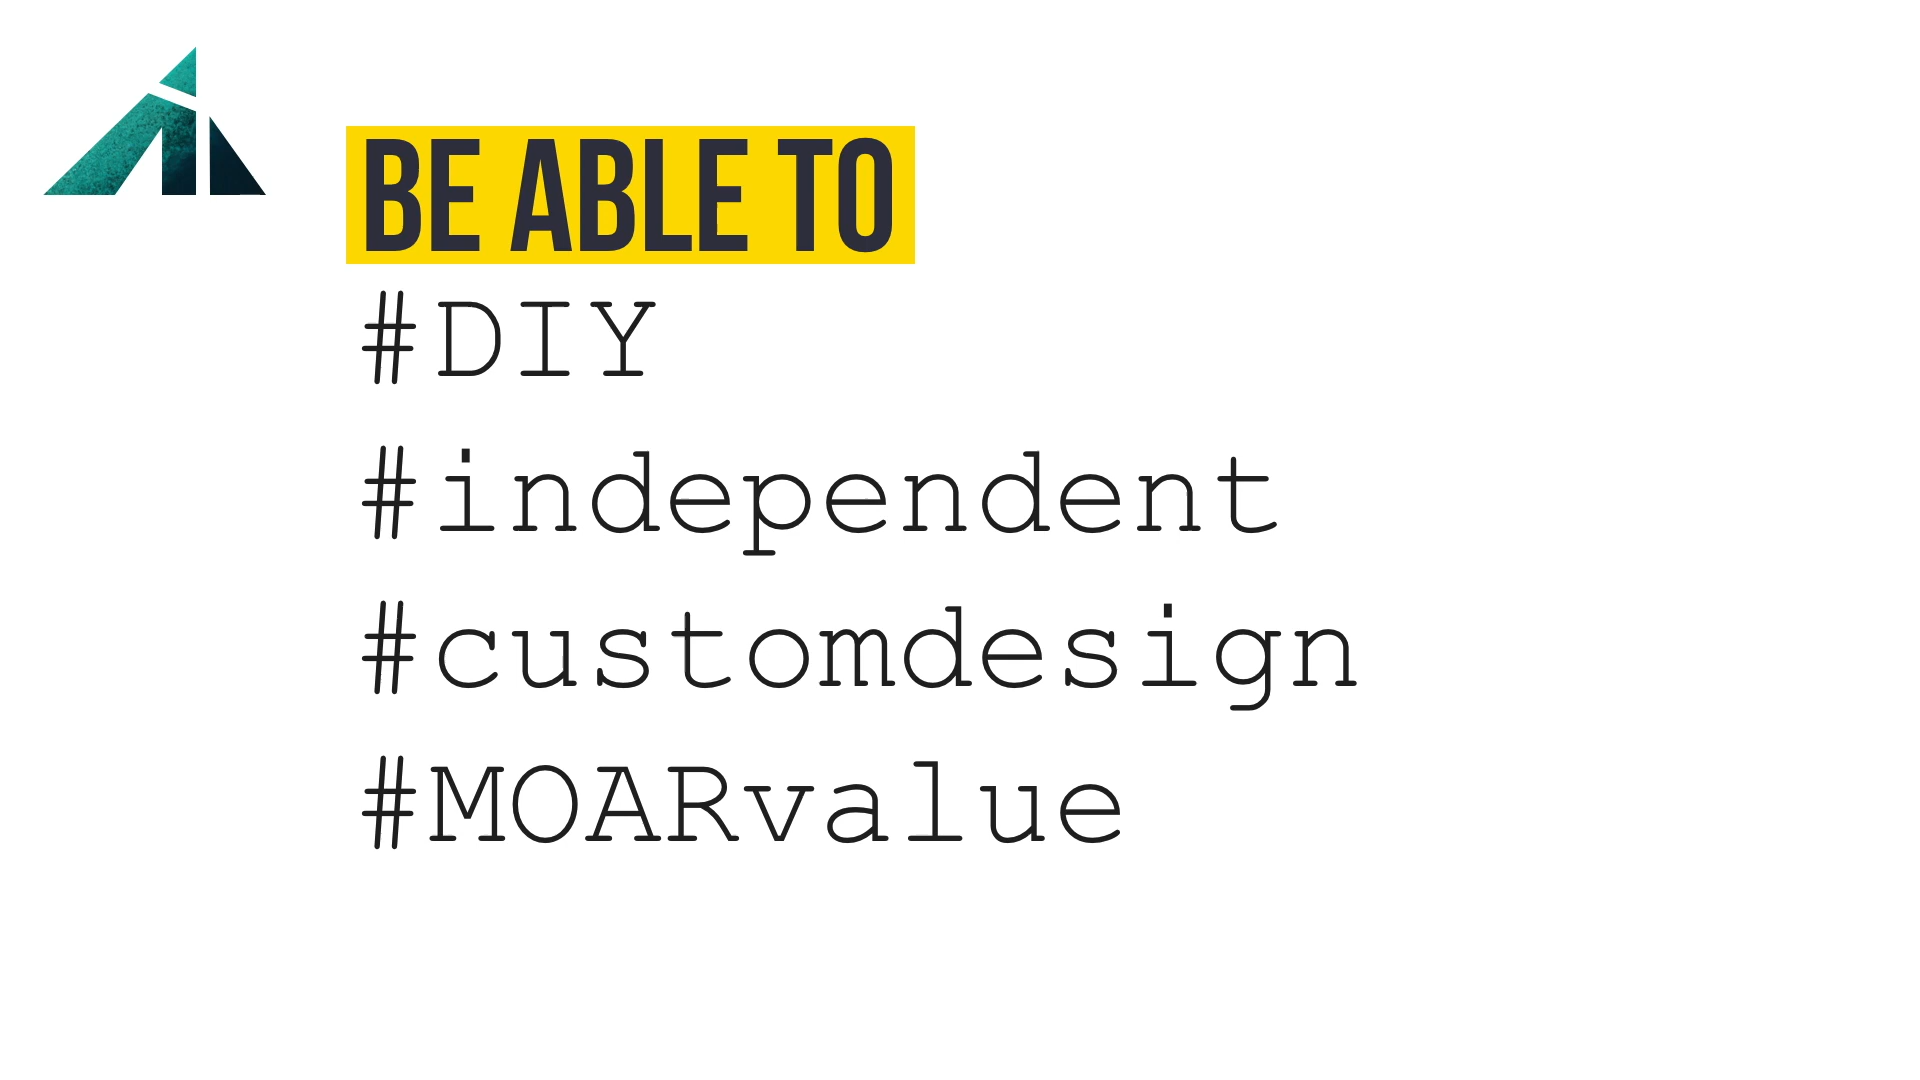 BE ABLE TO
#DIY
#independent
#customdesign
#MOARvalue